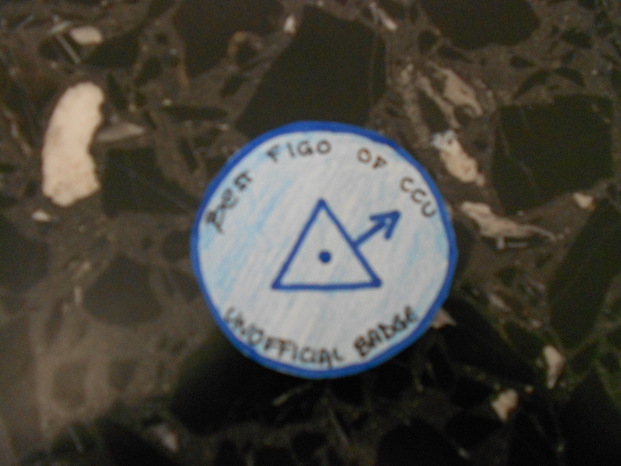 BEST FIGO OF CCU
UNOFFICIAL BADGE